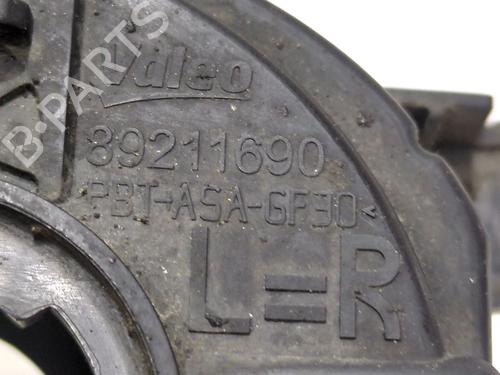 Valeo
89211690
PBT-ASA-GF30<
L=R
B-PARTS